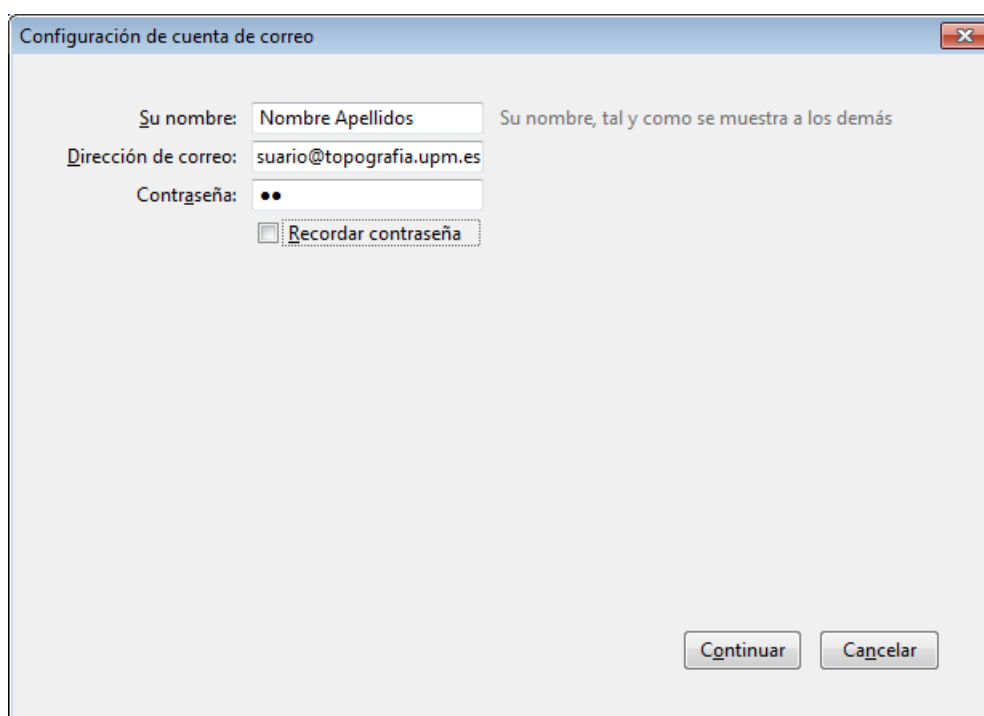 Configuración de cuenta de correo
Su nombre: Nombre Apellidos Su nombre, tal y como se muestra a los demás
Dirección de correo: suario@topografia.upm.es
Contraseña: ●●
Recordar contraseña
Continuar Cancelar